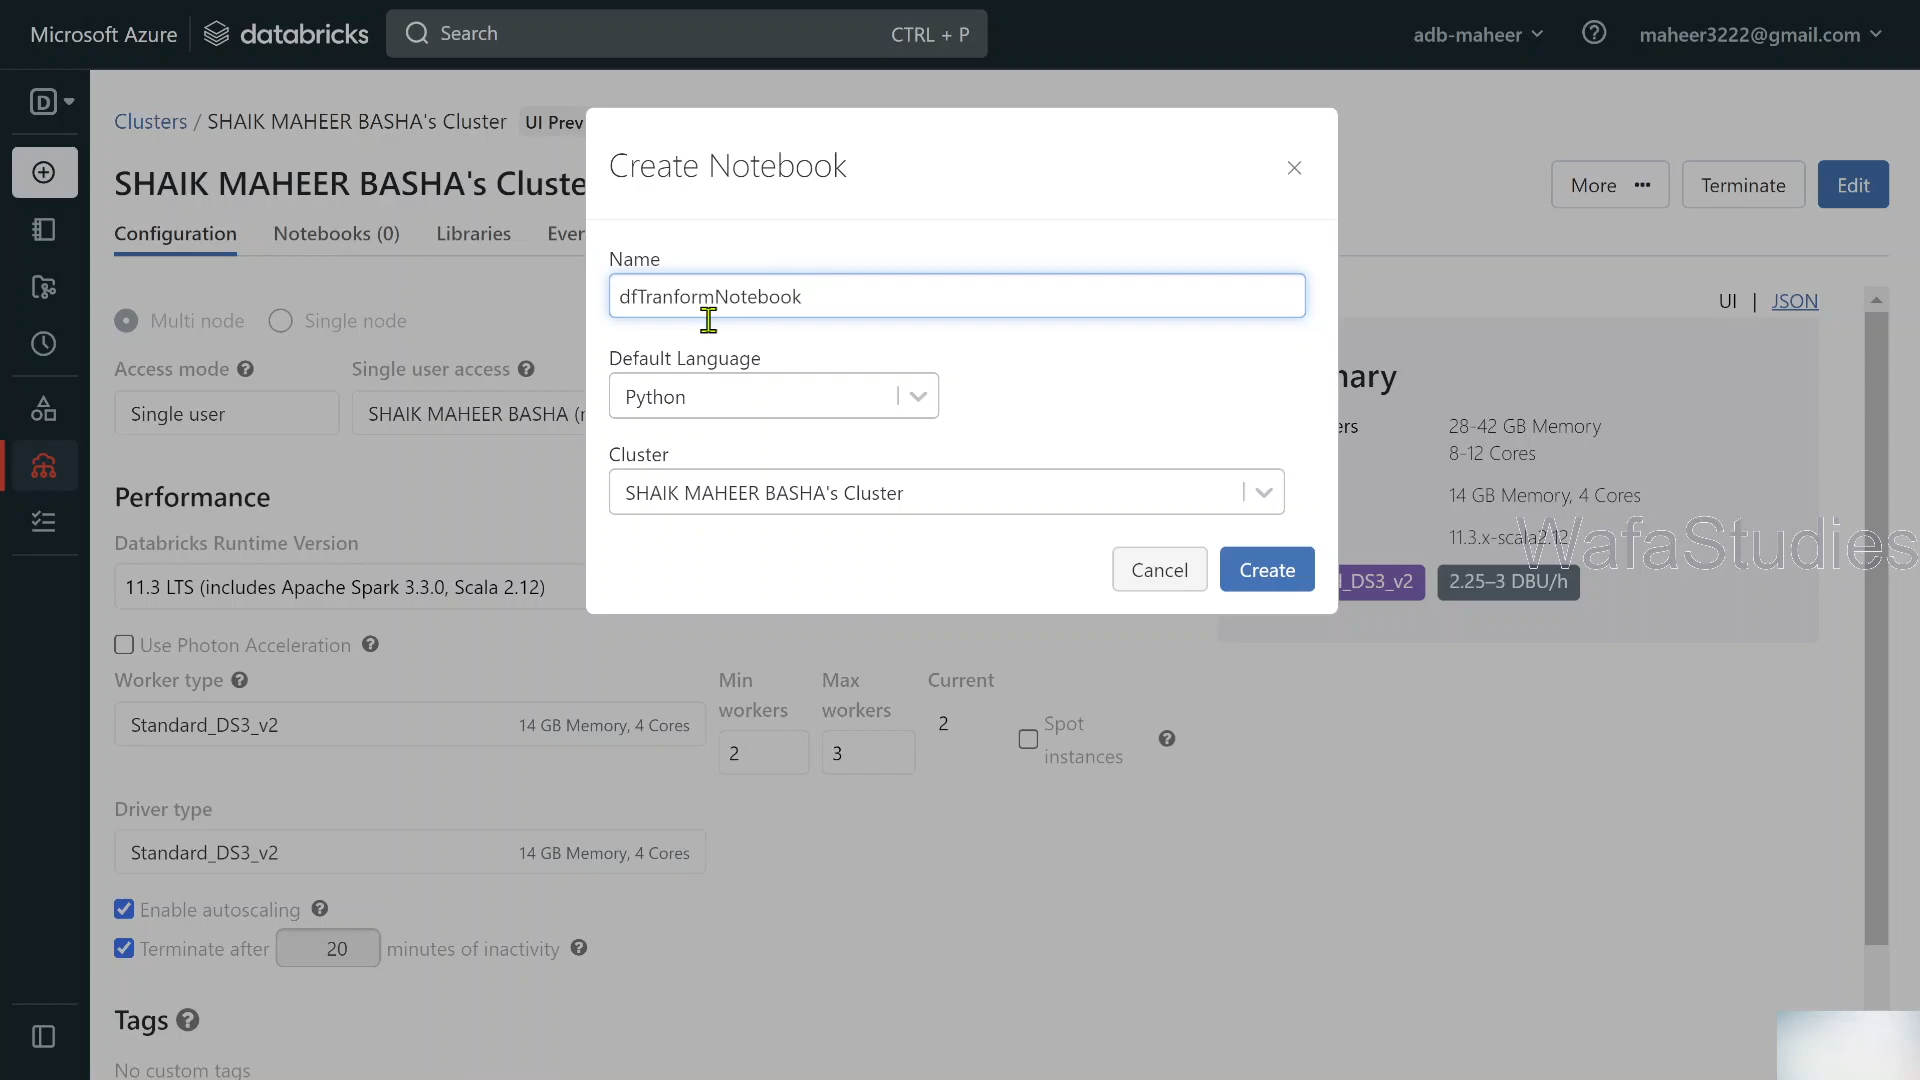 Microsoft Azure
databricks
Search
CTRL + P
adb-maheer
maheer3222@gmail.com
Clusters / SHAIK MAHEER BASHA's Cluster
UI Prev
SHAIK MAHEER BASHA's Cluste
More
Terminate
Edit
Configuration
Notebooks (0)
Libraries
Even
UI | JSON
Multi node
Single node
Access mode
Single user access
Single user
SHAIK MAHEER BASHA (
Performance
Databricks Runtime Version
11.3 LTS (includes Apache Spark 3.3.0, Scala 2.12)
Use Photon Acceleration
Worker type
Min workers
Max workers
Current
Standard_DS3_v2
14 GB Memory, 4 Cores
2
3
2
Spot instances
Driver type
Standard_DS3_v2
14 GB Memory, 4 Cores
Enable autoscaling
Terminate after
20
minutes of inactivity
Tags
No custom tags
Create Notebook
Name
dfTranformNotebook
Default Language
Python
Cluster
SHAIK MAHEER BASHA's Cluster
Cancel
Create
mary
ers
28-42 GB Memory
8-12 Cores
14 GB Memory, 4 Cores
11.3.x-scala2.12
_DS3_v2
2.25–3 DBU/h
WafaStudies